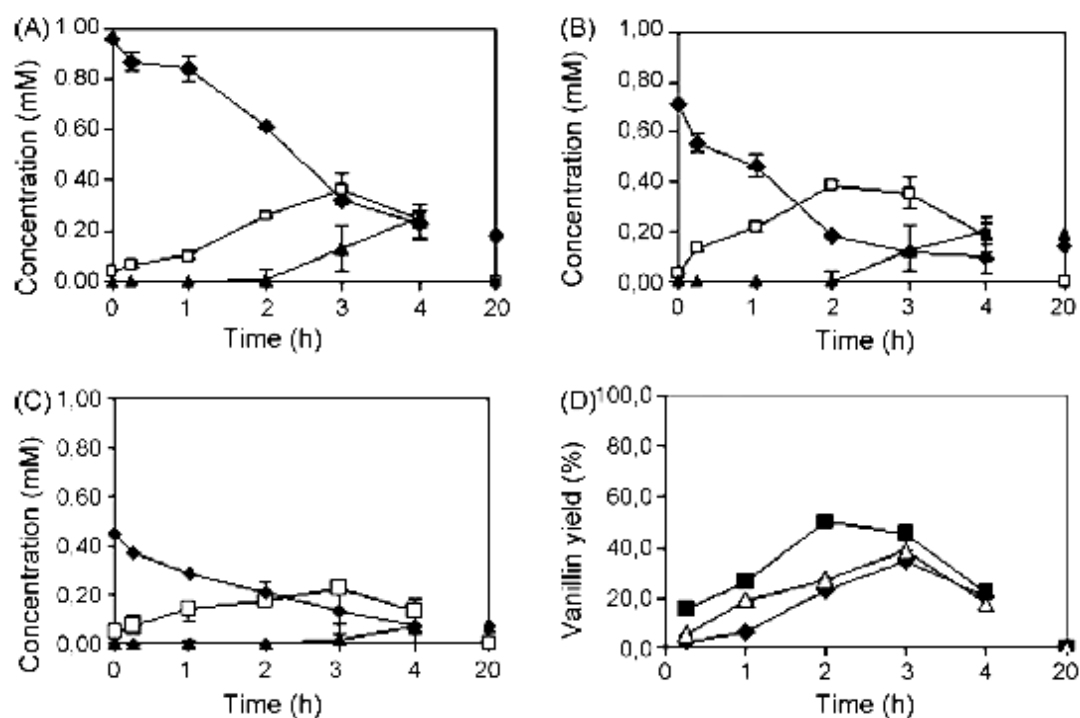 (A)
1.00
0.80
0.60
0.40
0.20
0.00
Concentration (mM)
0 1 2 3 4 20
Time (h)
(B)
1,00
0,80
0,60
0,40
0,20
0,00
Concentration (mM)
0 1 2 3 4 20
Time (h)
(C)
1,00
0.80
0.60
0.40
0.20
0.00
Concentration (mM)
0 1 2 3 4 20
Time (h)
(D)
100,0
80,0
60,0
40,0
20,0
0,0
Vanillin yield (%)
0 1 2 3 4 20
Time (h)